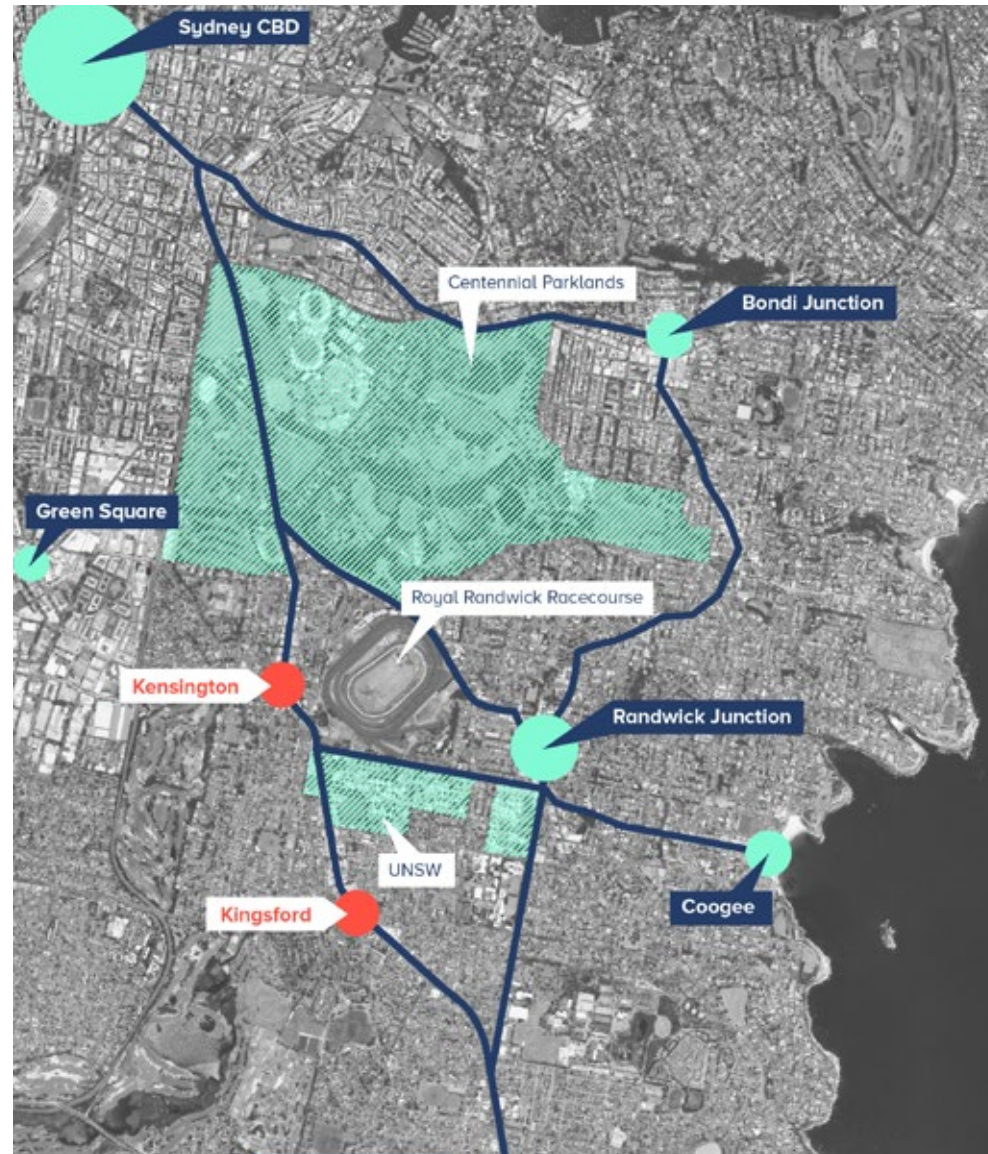 Sydney CBD
Centennial Parklands
Bondi Junction
Green Square
Royal Randwick Racecourse
Kensington
Randwick Junction
UNSW
Coogee
Kingsford